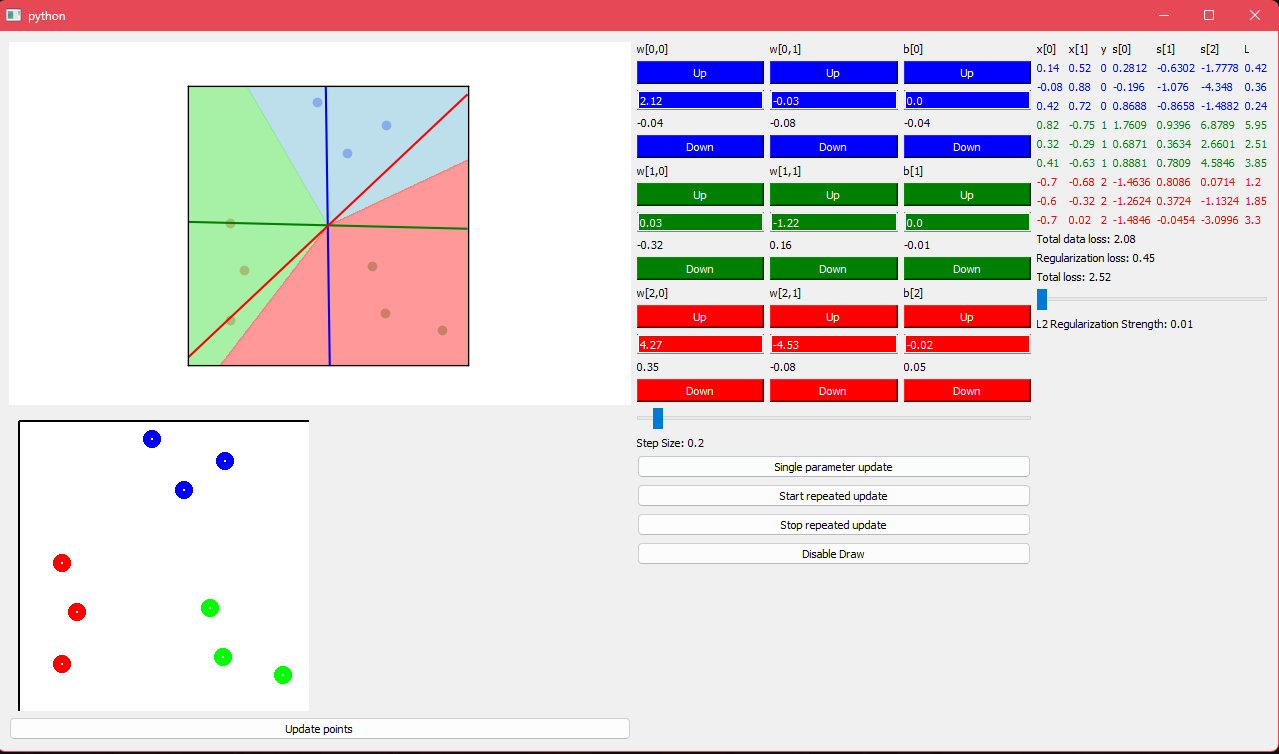 python
w[0,0] w[0,1] b[0]
Up Up Up
2.12 -0.03 0.0
-0.04 -0.08 -0.04
Down Down Down
w[1,0] w[1,1] b[1]
Up Up Up
0.03 -1.22 0.0
-0.32 0.16 -0.01
Down Down Down
w[2,0] w[2,1] b[2]
Up Up Up
4.27 -4.53 -0.02
0.35 -0.08 0.05
Down Down Down
Step Size: 0.2
Single parameter update
Start repeated update
Stop repeated update
Disable Draw
x[0] x[1] y s[0] s[1] s[2] L
0.14 0.52 0 0.2812 -0.6302 -1.7778 0.42
-0.08 0.88 0 -0.196 -1.076 -4.348 0.36
0.42 0.72 0 0.8688 -0.8658 -1.4882 0.24
0.82 -0.75 1 1.7609 0.9396 6.8789 5.95
0.32 -0.29 1 0.6871 0.3634 2.6601 2.51
0.41 -0.63 1 0.8881 0.7809 4.5846 3.85
-0.7 -0.68 2 -1.4636 0.8086 0.0714 1.2
-0.6 -0.32 2 -1.2624 0.3724 -1.1324 1.85
-0.7 0.02 2 -1.4846 -0.0454 -3.0996 3.3
Total data loss: 2.08
Regularization loss: 0.45
Total loss: 2.52
L2 Regularization Strength: 0.01
Update points